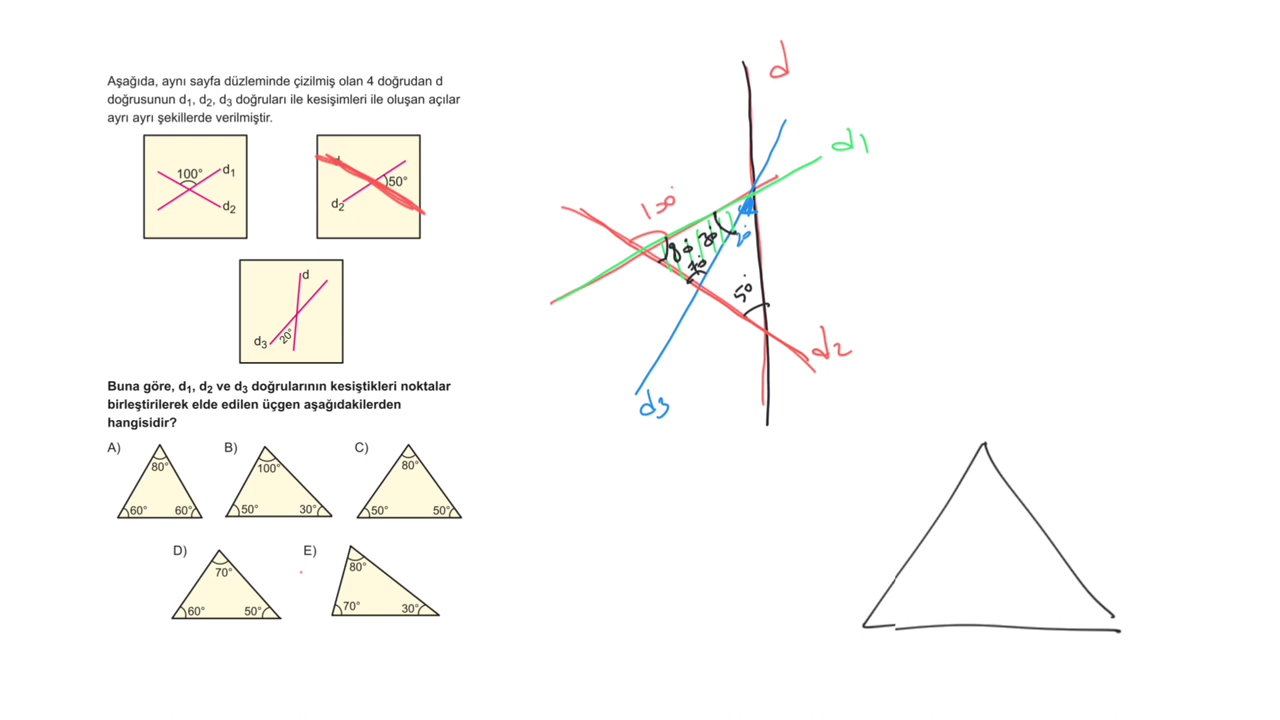 Aşağıda, aynı sayfa düzleminde çizilmiş olan 4 doğrudan d
doğrusunun d1, d2, d3 doğruları ile kesişimleri ile oluşan açılar
ayrı ayrı şekillerde verilmiştir.
100° d1
d2
50°
d2
d
d3 20°
Buna göre, d1, d2 ve d3 doğrularının kesiştikleri noktalar
birleştirilerek elde edilen üçgen aşağıdakilerden
hangisidir?
A) 80° 60° 60°
B) 100° 50° 30°
C) 80° 50° 50°
D) 70° 60° 50°
E) 80° 70° 30°
d
d1
80°
70°
50°
d2
d3